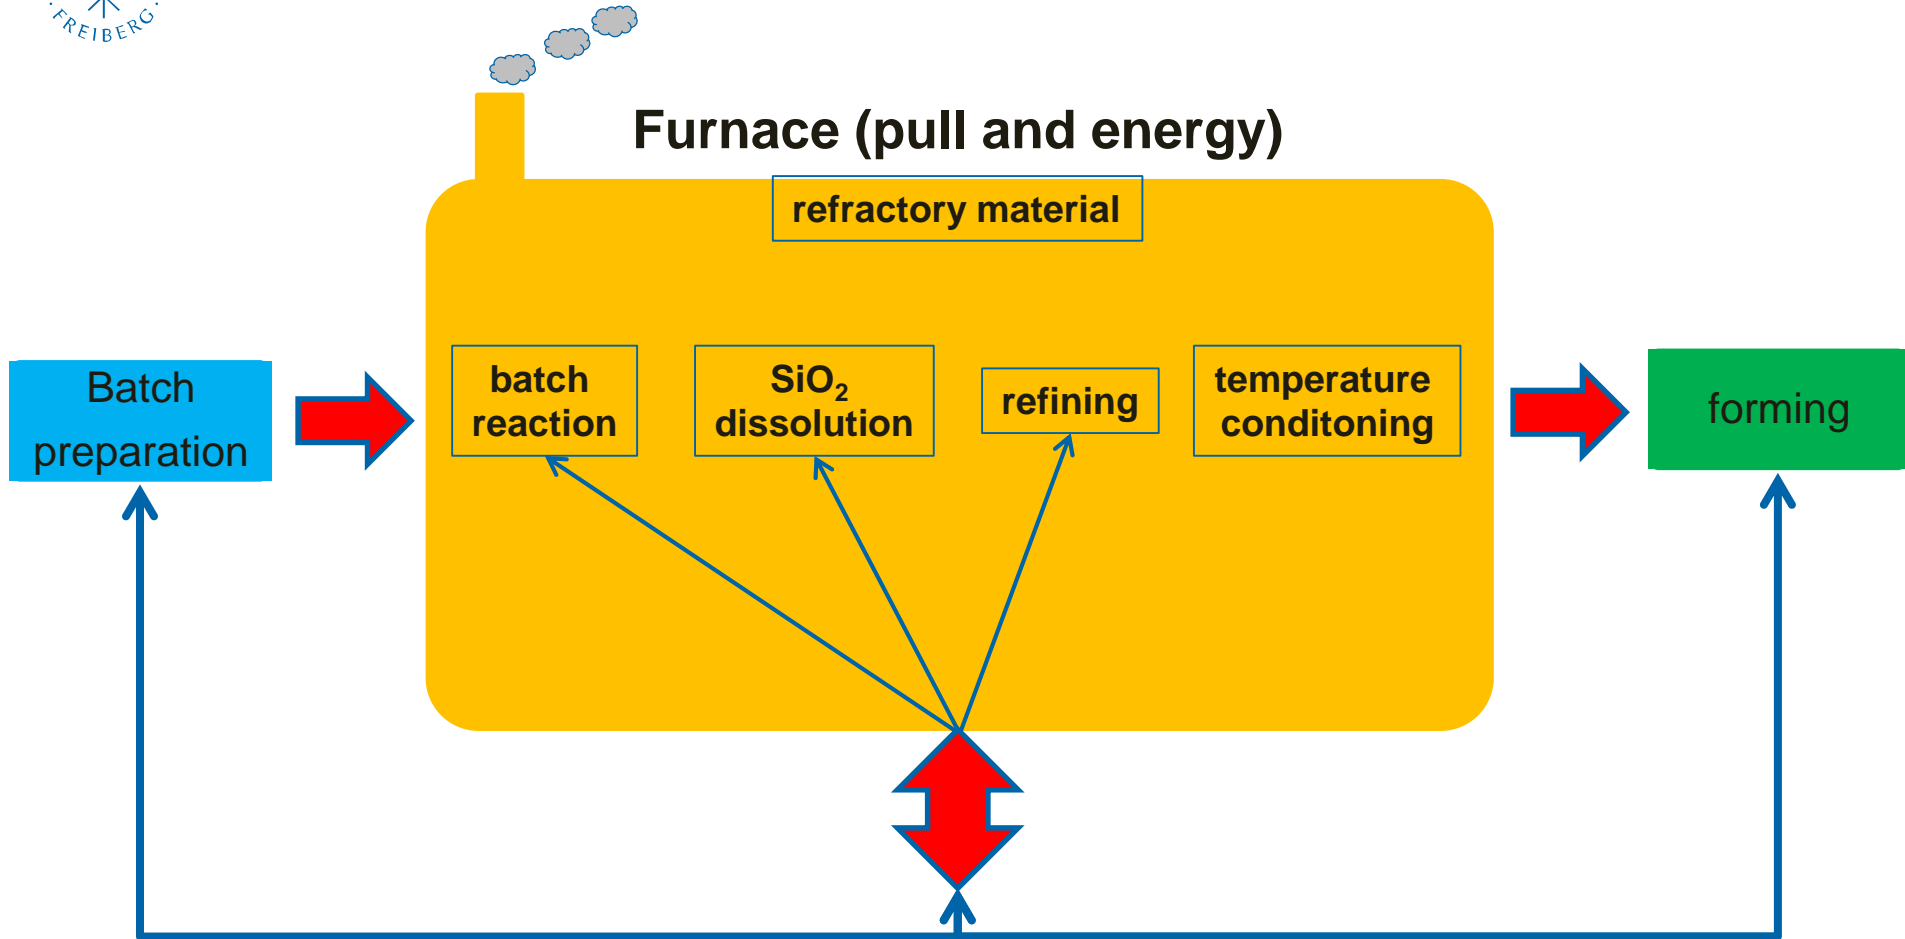 ·FREIBERG·
Furnace (pull and energy)
refractory material
Batch
preparation
batch
reaction
SiO₂
dissolution
refining
temperature
conditoning
forming